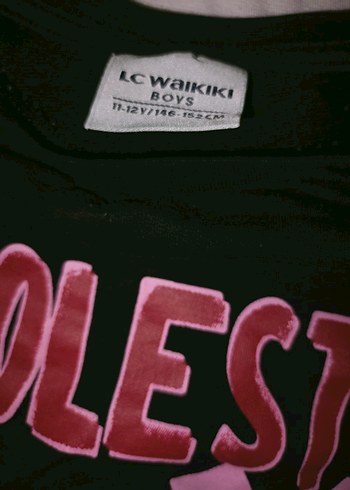 LC WAIKIKI
BOYS
11-12Y/146-152CM
OLEST